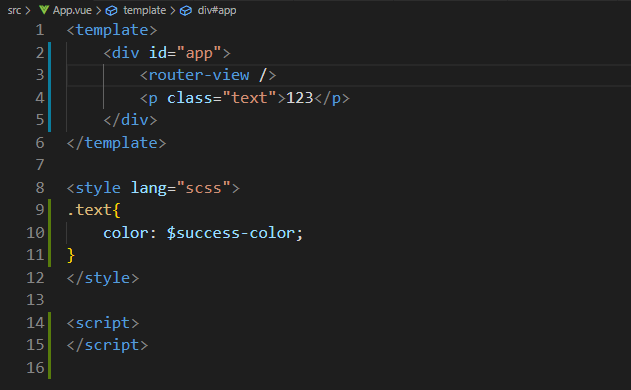 src > App.vue > template > div#app
1 <template>
2     <div id="app">
3         <router-view />
4         <p class="text">123</p>
5     </div>
6 </template>
7
8 <style lang="scss">
9 .text{
10     color: $success-color;
11 }
12 </style>
13
14 <script>
15 </script>
16